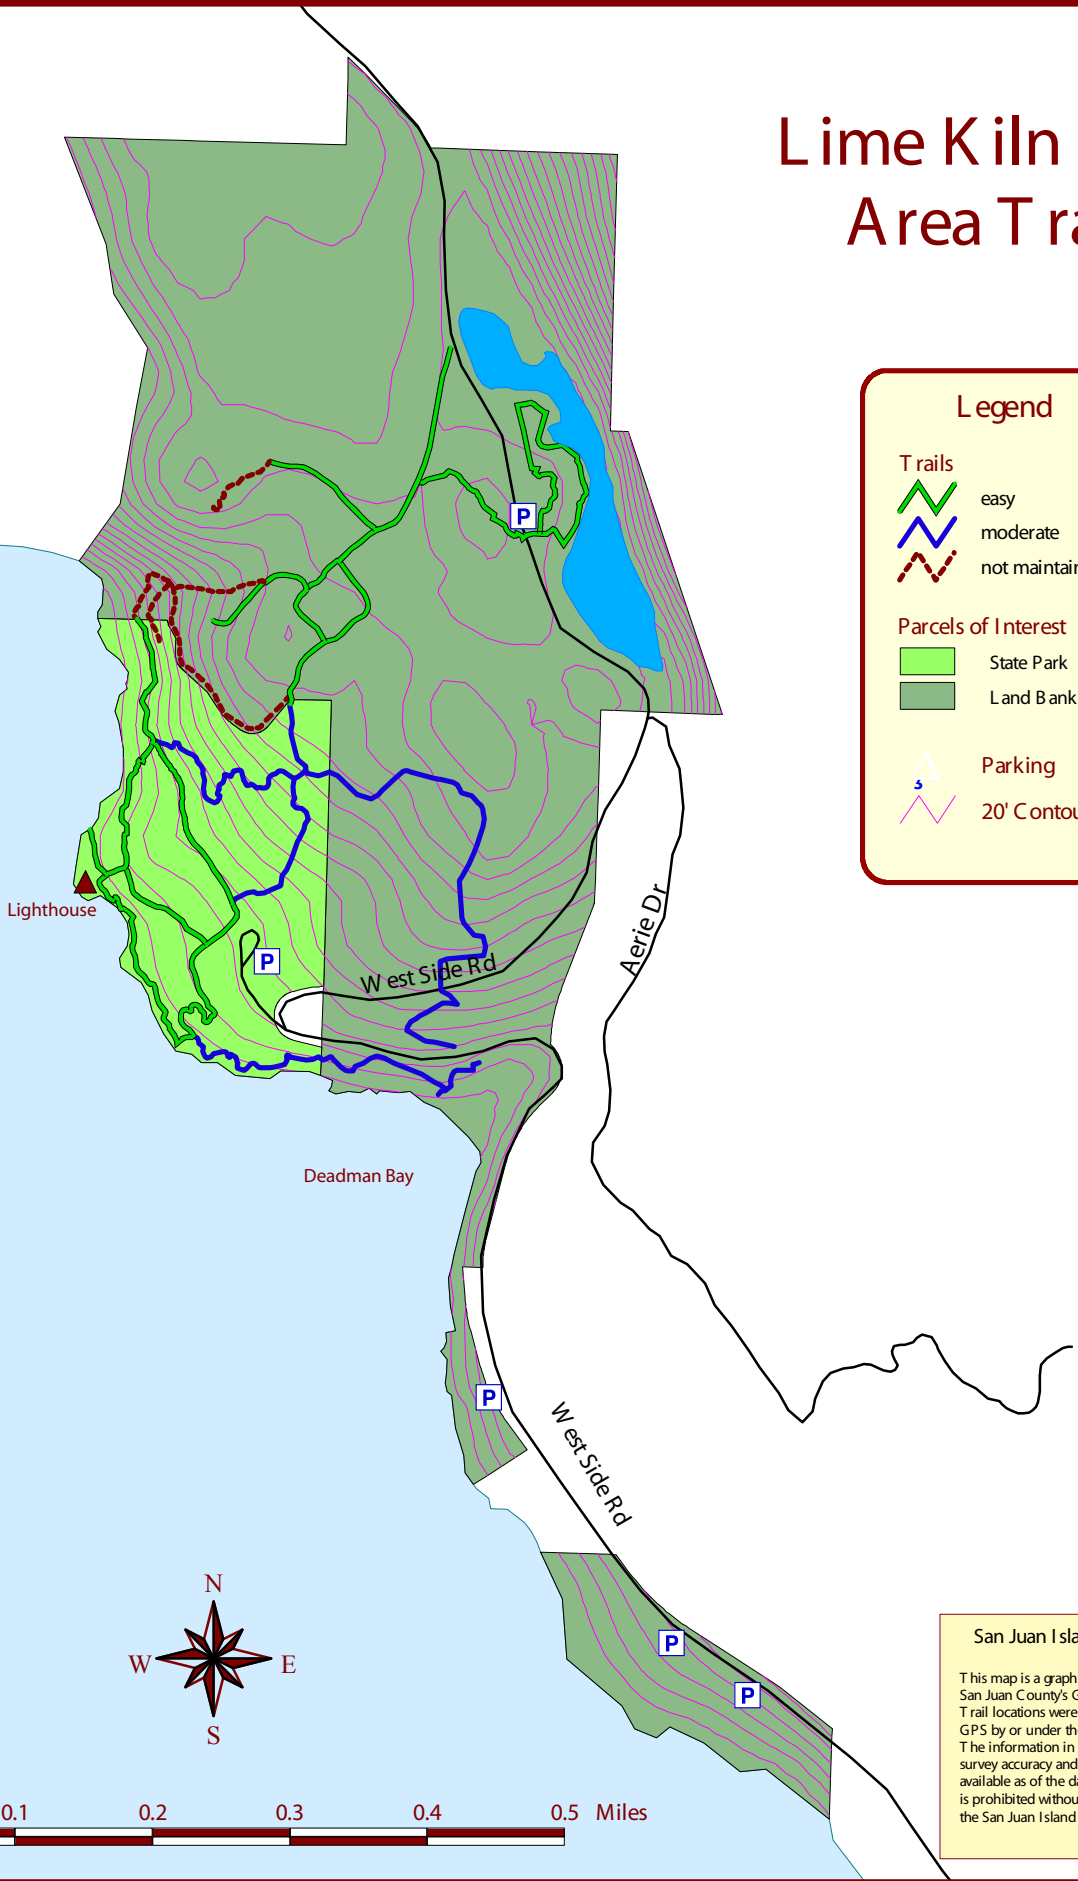 Lime Kiln
Area Tra
Legend
Trails
easy
moderate
not maintain
Parcels of Interest
State Park
Land Bank
Parking
20' Contou
P
P
Lighthouse
West Side Rd
Aerie Dr
Deadman Bay
P
West Side Rd
P
P
N
W E
S
0.1 0.2 0.3 0.4 0.5 Miles
San Juan Isla
This map is a graph
San Juan County's G
Trail locations were
GPS by or under th
The information in
survey accuracy and
available as of the da
is prohibited withou
the San Juan Island